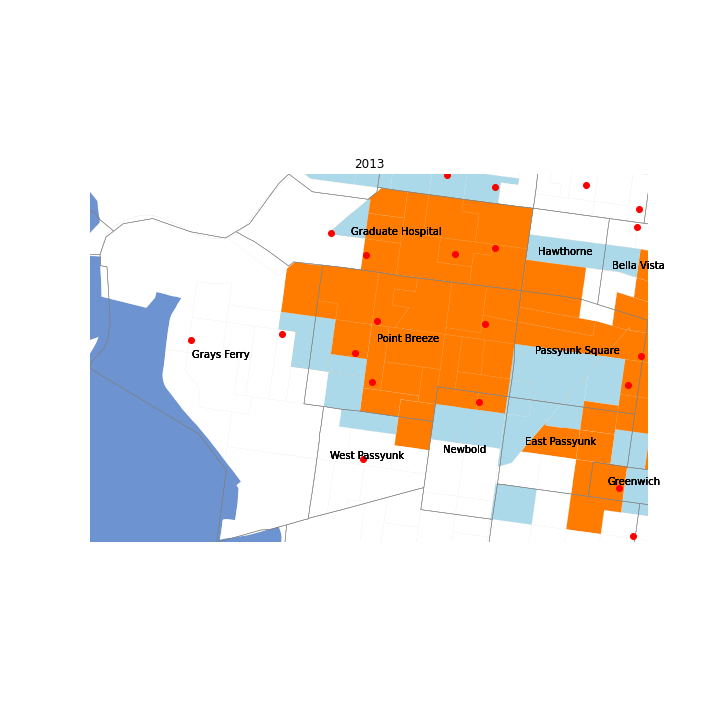 2013
Graduate Hospital
Hawthorne
Bella Vista
Point Breeze
Passyunk Square
Grays Ferry
East Passyunk
Newbold
West Passyunk
Greenwich